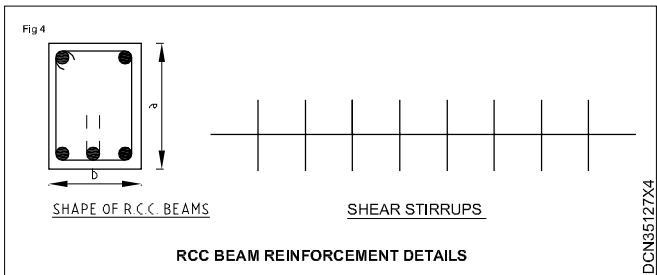 Fig 4
a
b
SHAPE OF R.C.C. BEAMS
SHEAR STIRRUPS
RCC BEAM REINFORCEMENT DETAILS
DCN35127X4